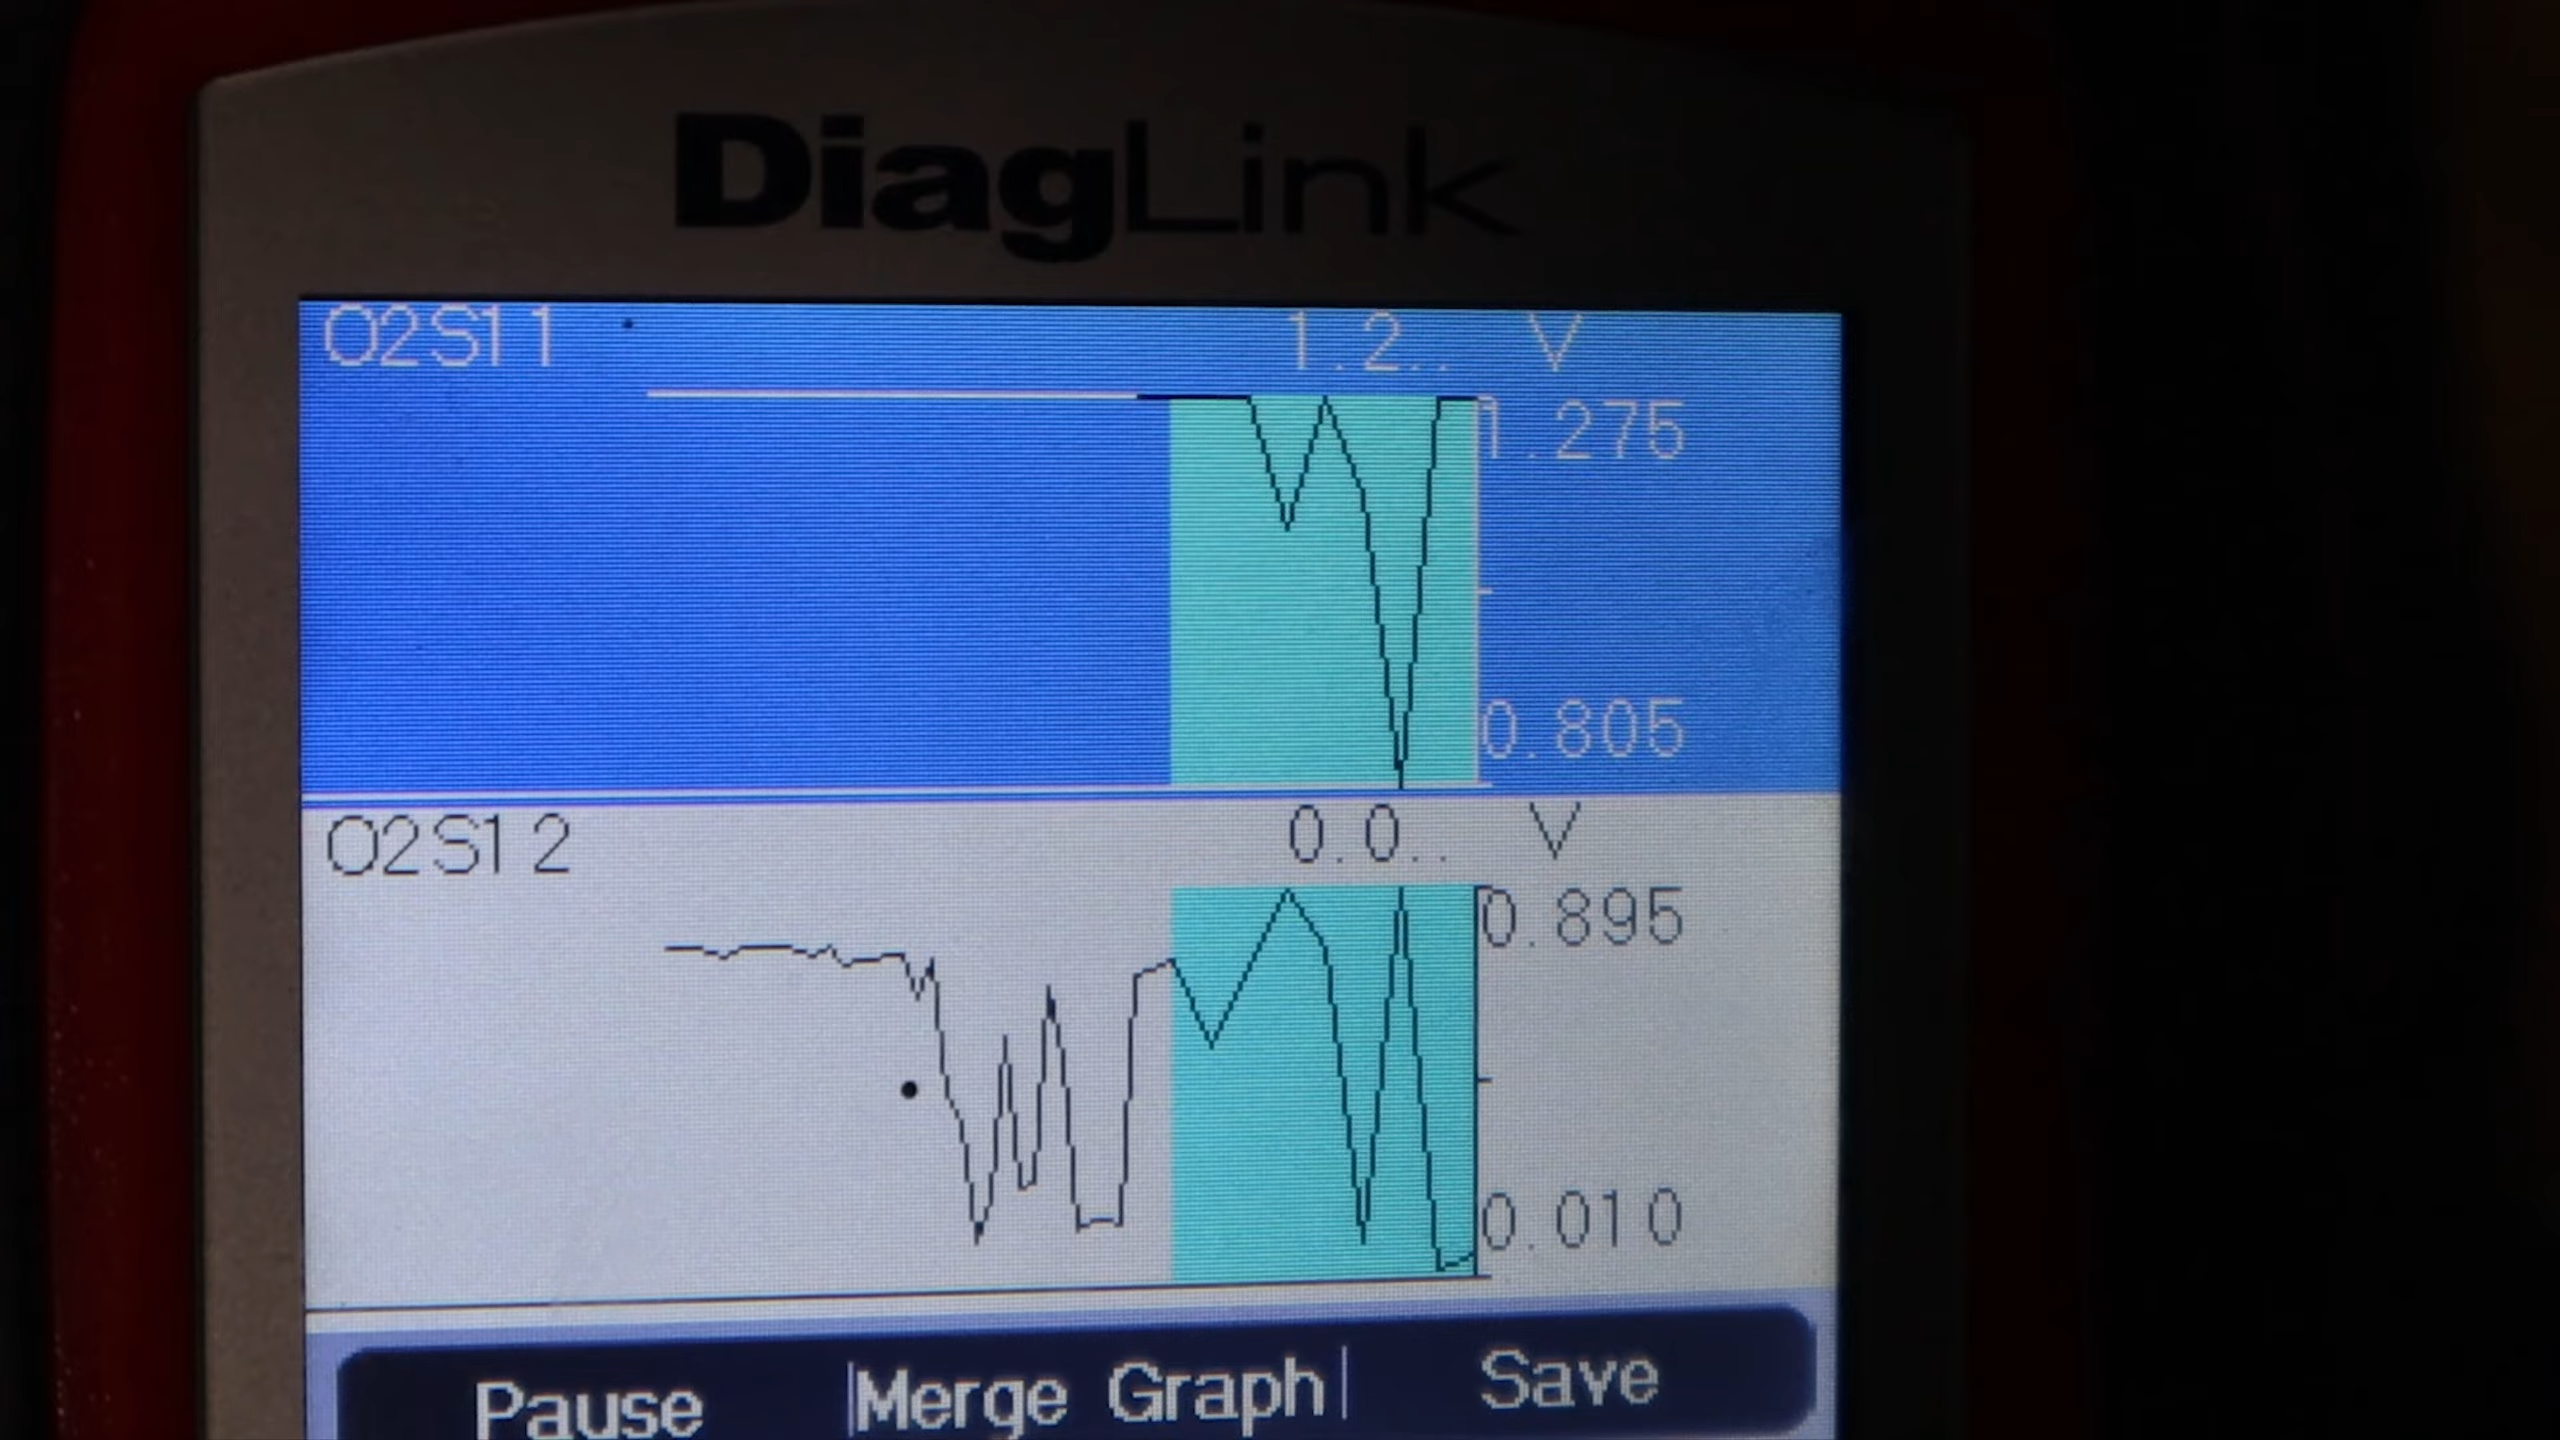 DiagLink
O2S11 1.2.. V
1.275
0.805
O2S12 0.0.. V
0.895
0.010
Pause Merge Graph Save